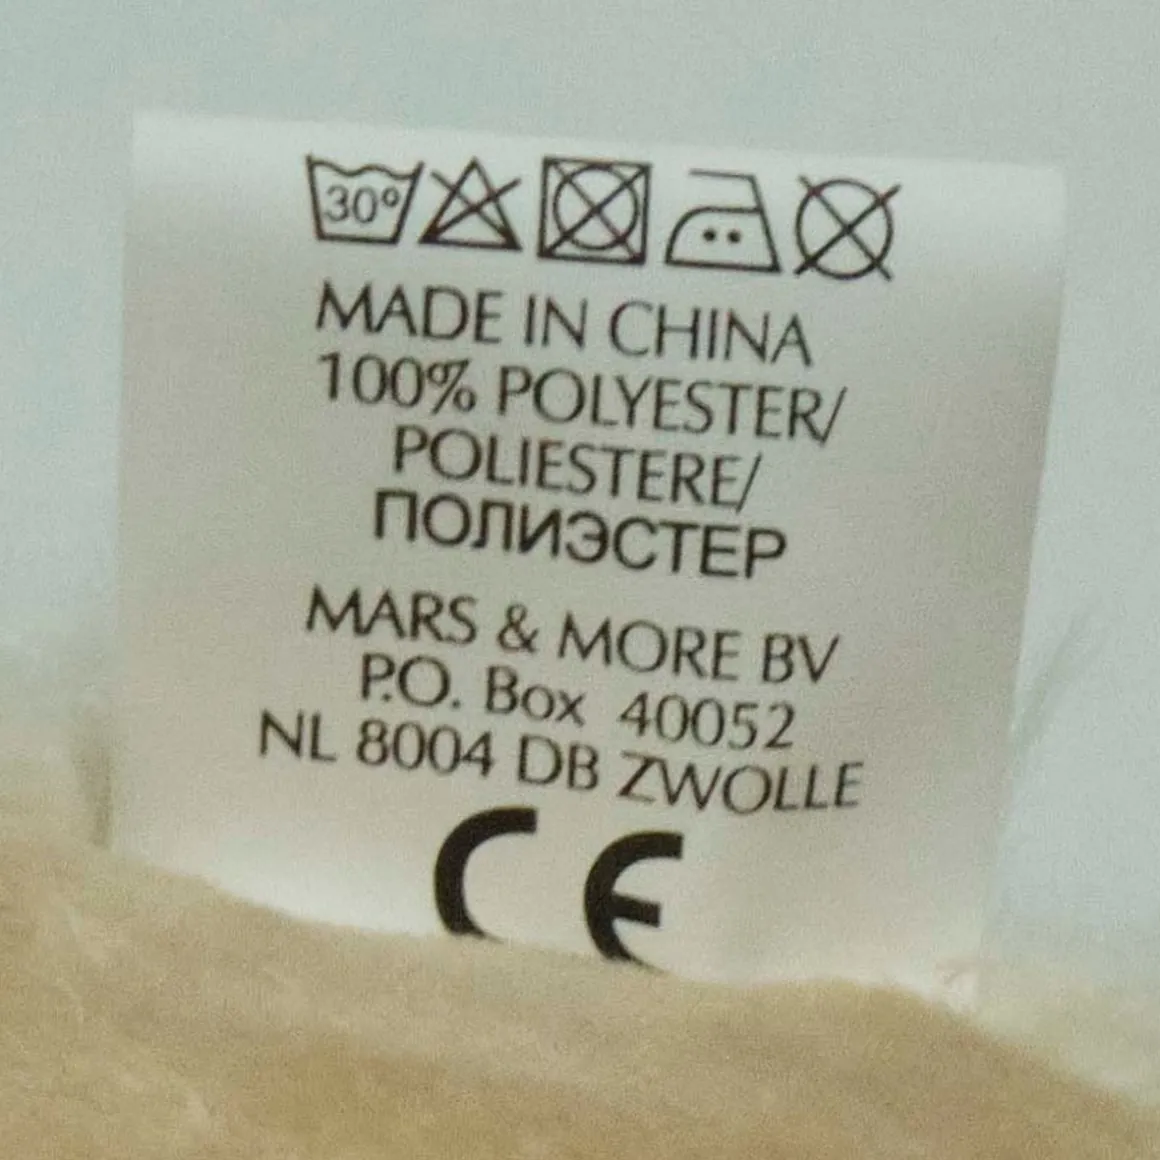 30°
MADE IN CHINA
100% POLYESTER/
POLIESTERE/
ПОЛИЭСТЕР
MARS & MORE BV
P.O. Box 40052
NL 8004 DB ZWOLLE
CE